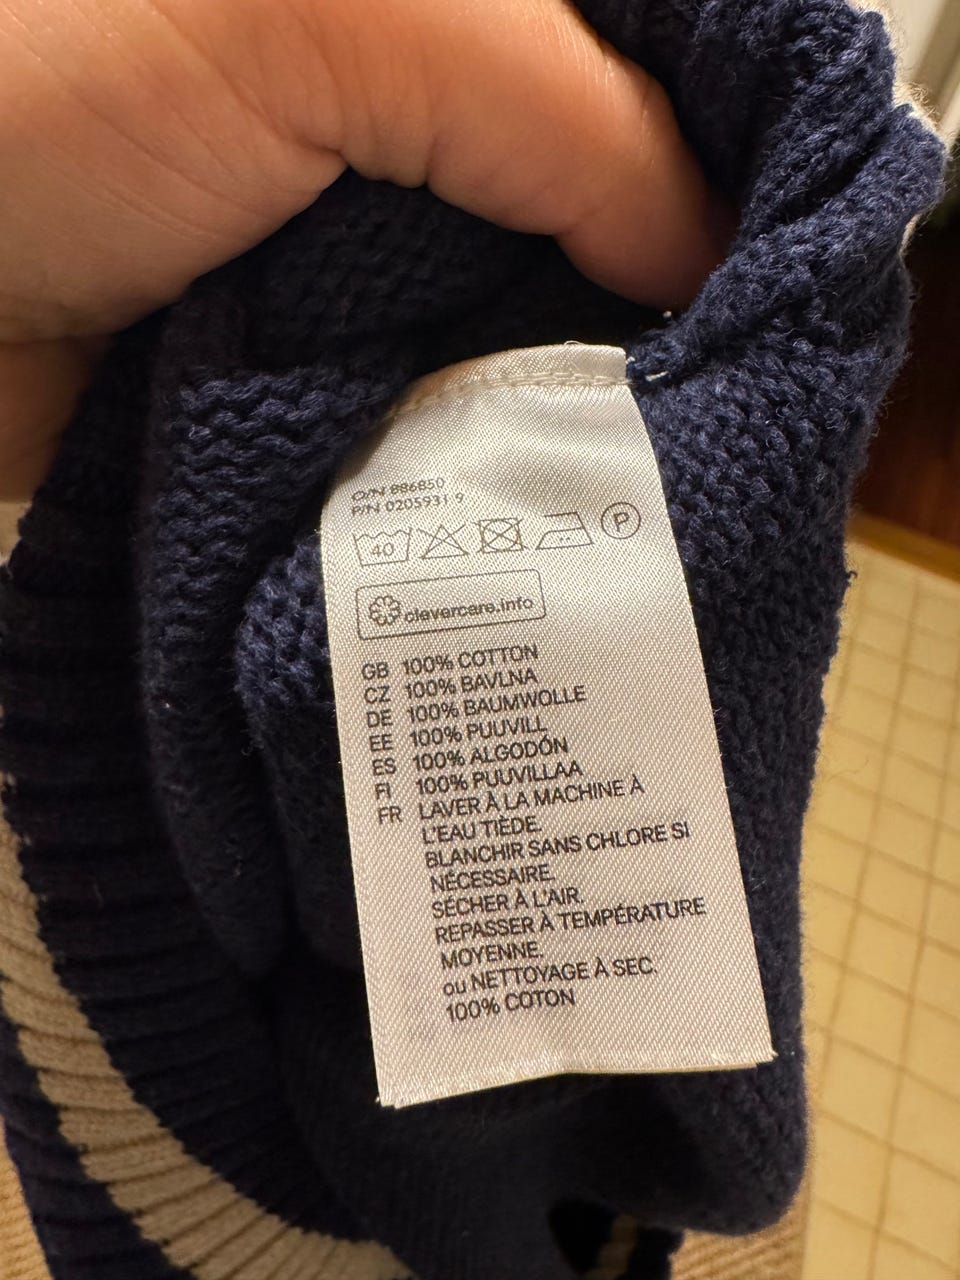 O/N 886850
P/N 0205931 9
40 P
clevercare.info
GB 100% COTTON
CZ 100% BAVLNA
DE 100% BAUMWOLLE
EE 100% PUUVILL
ES 100% ALGODÓN
FI 100% PUUVILLAA
FR LAVER À LA MACHINE À
L'EAU TIÈDE.
BLANCHIR SANS CHLORE SI
NÉCESSAIRE.
SÉCHER À L'AIR.
REPASSER À TEMPÉRATURE
MOYENNE.
ou NETTOYAGE À SEC.
100% COTON